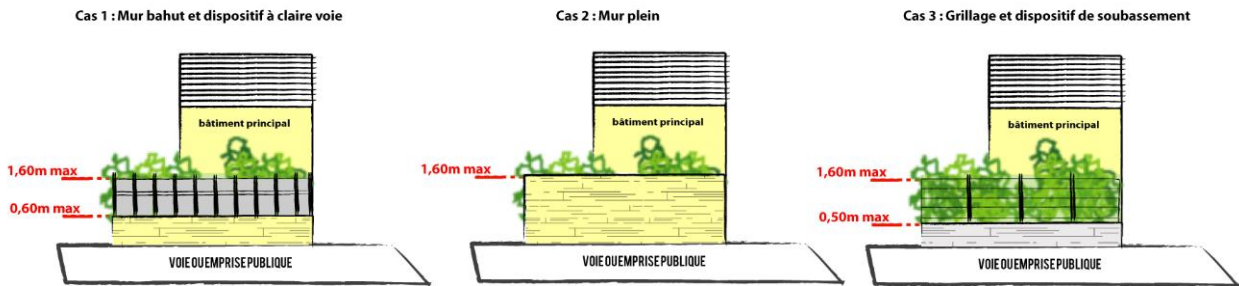 Cas 1 : Mur bahut et dispositif à claire voie
bâtiment principal
1,60m max
0,60m max
VOIE OU EMPRISE PUBLIQUE
Cas 2 : Mur plein
bâtiment principal
1,60m max
VOIE OU EMPRISE PUBLIQUE
Cas 3 : Grillage et dispositif de soubassement
bâtiment principal
1,60m max
0,50m max
VOIE OU EMPRISE PUBLIQUE